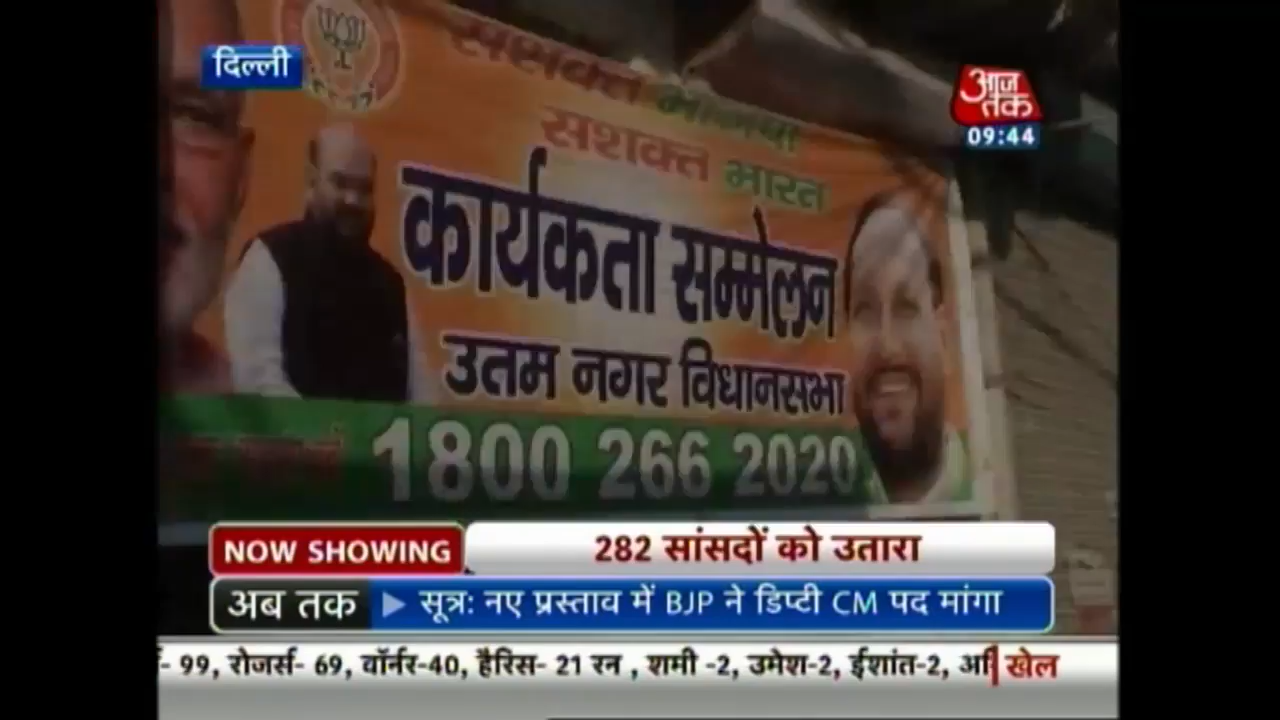 दिल्ली
आज
तक
09:44
सशक्त भाजपा
सशक्त भारत
कार्यकता सम्मेलन
उतम नगर विधानसभा
1800 266 2020
NOW SHOWING
282 सांसदों को उतारा
अब तक
सूत्र: नए प्रस्ताव में BJP ने डिप्टी CM पद मांगा
- 99, रोजर्स- 69, वॉर्नर-40, हैरिस- 21 रन , शमी -2, उमेश-2, ईशांत-2,
खेल